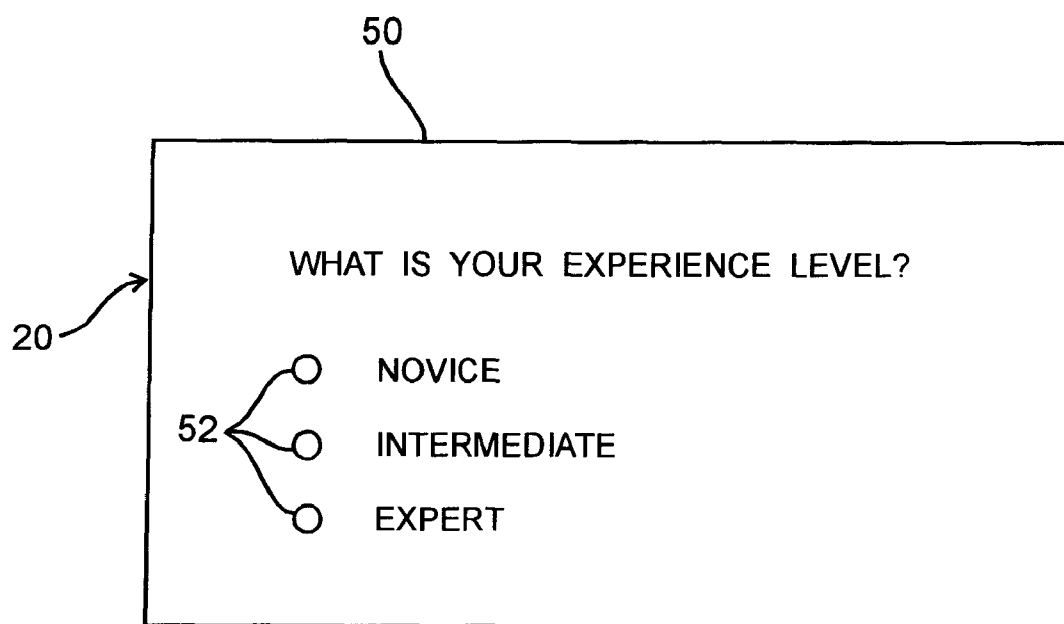 50
WHAT IS YOUR EXPERIENCE LEVEL?
20
NOVICE
52
INTERMEDIATE
EXPERT